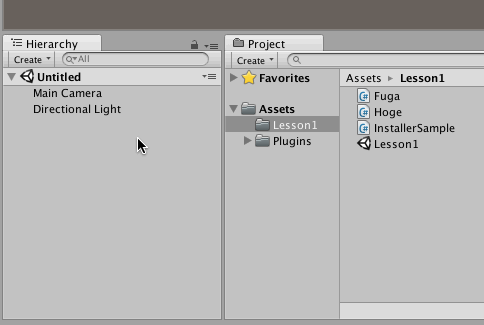 Hierarchy
Create
All
Untitled
Main Camera
Directional Light
Project
Create
Favorites
Assets
Lesson1
Plugins
Assets Lesson1
Fuga
Hoge
InstallerSample
Lesson1